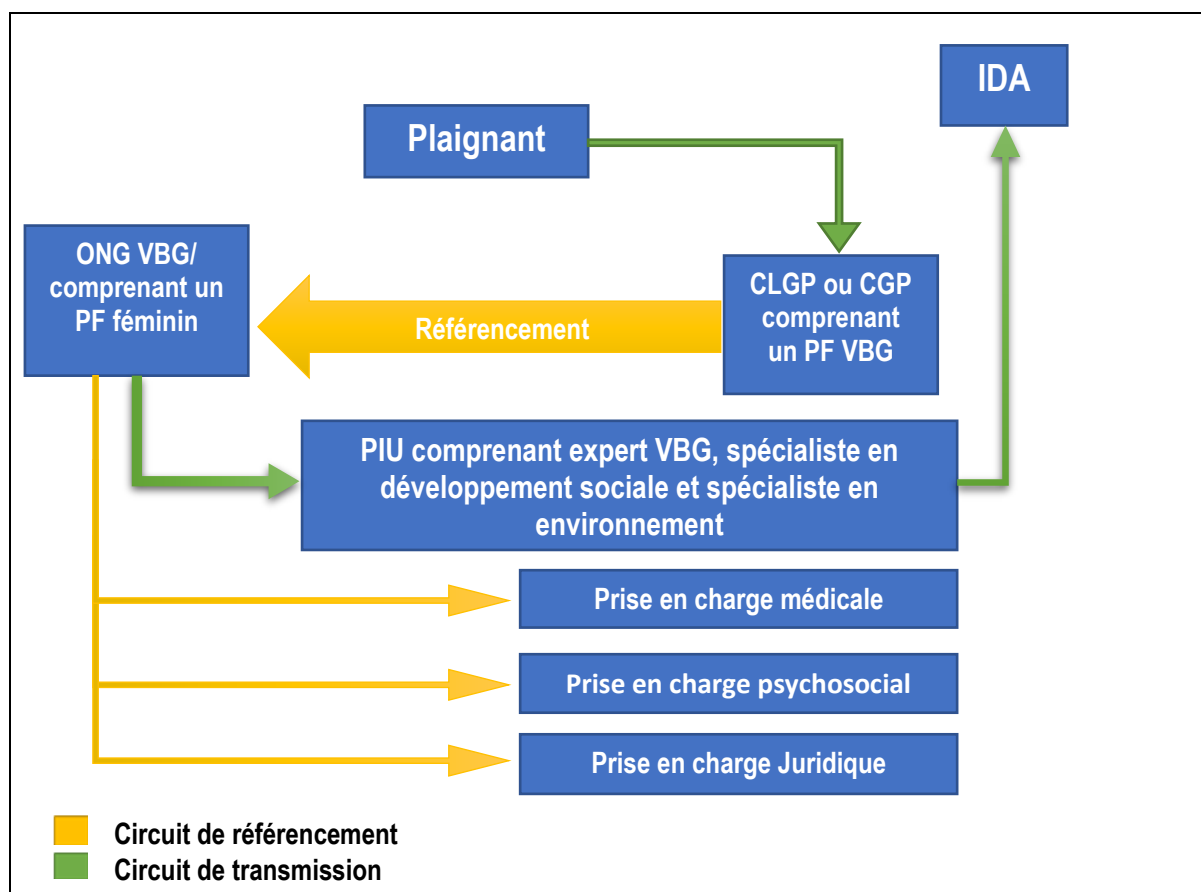 IDA
Plaignant
ONG VBG/
comprenant un
PF féminin
CLGP ou CGP
comprenant
un PF VBG
Référencement
PIU comprenant expert VBG, spécialiste en
développement sociale et spécialiste en
environnement
Prise en charge médicale
Prise en charge psychosocial
Prise en charge Juridique
Circuit de référencement
Circuit de transmission